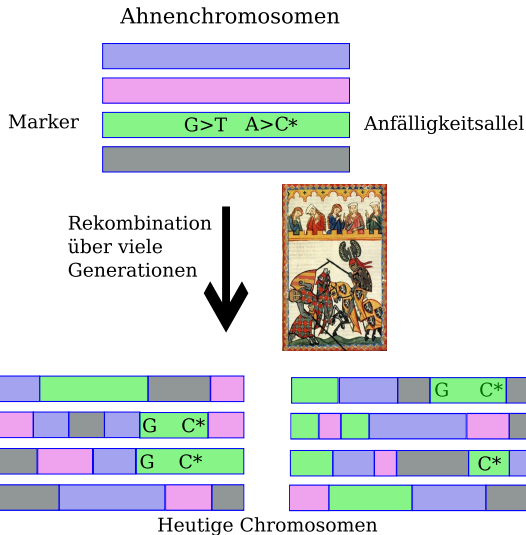 Ahnenchromosomen
Marker G>T A>C* Anfälligkeitsallel
Rekombination
über viele
Generationen
G C*
G C*
G C*
C*
Heutige Chromosomen